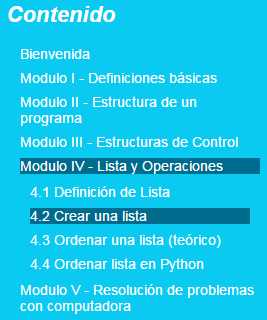 Contenido
Bienvenida
Modulo I - Definiciones básicas
Modulo II - Estructura de un
programa
Modulo III - Estructuras de Control
Modulo IV - Lista y Operaciones
4.1 Definición de Lista
4.2 Crear una lista
4.3 Ordenar una lista (teórico)
4.4 Ordenar lista en Python
Modulo V - Resolución de problemas
con computadora